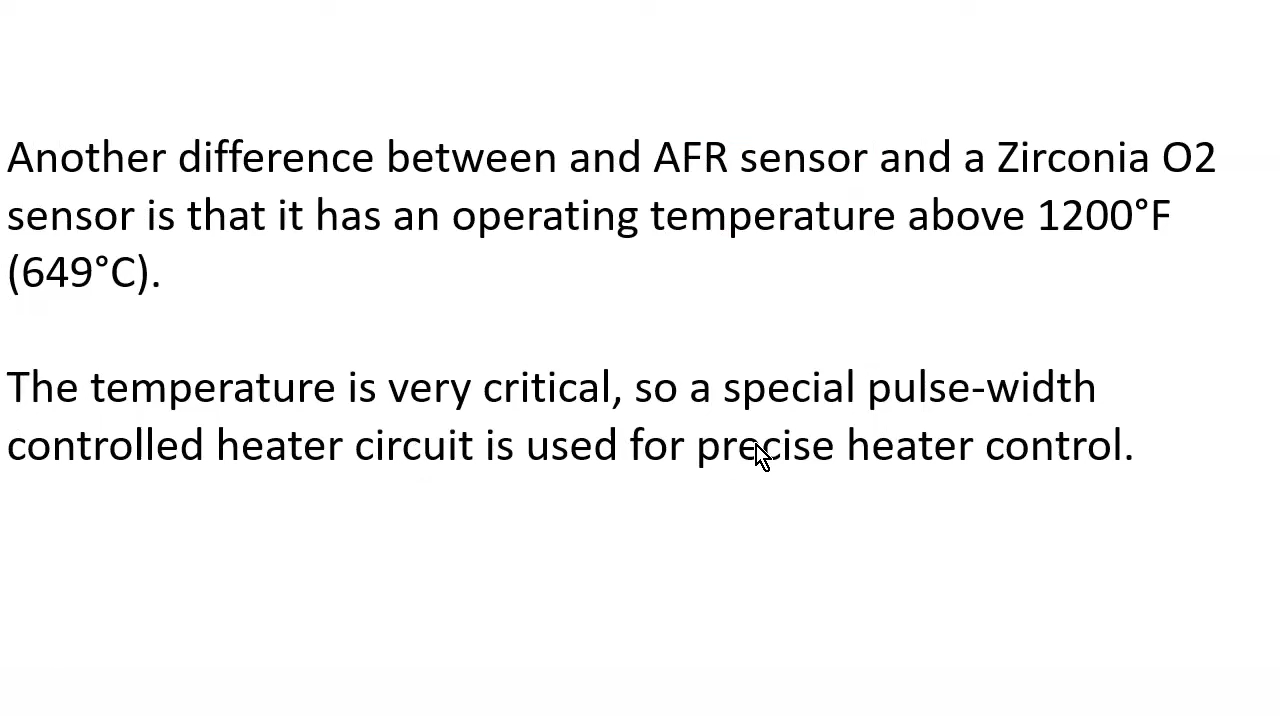 Another difference between and AFR sensor and a Zirconia O2
sensor is that it has an operating temperature above 1200°F
(649°C).
The temperature is very critical, so a special pulse-width
controlled heater circuit is used for precise heater control.